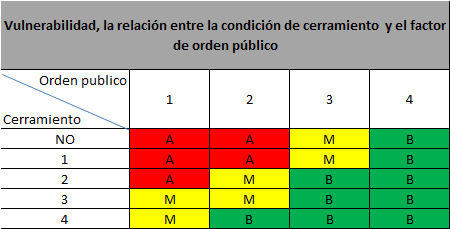 Vulnerabilidad, la relación entre la condición de cerramiento y el factor
de orden público
Orden publico
Cerramiento
1 2 3 4
NO A A M B
1 A A M B
2 A M B B
3 M M B B
4 M B B B